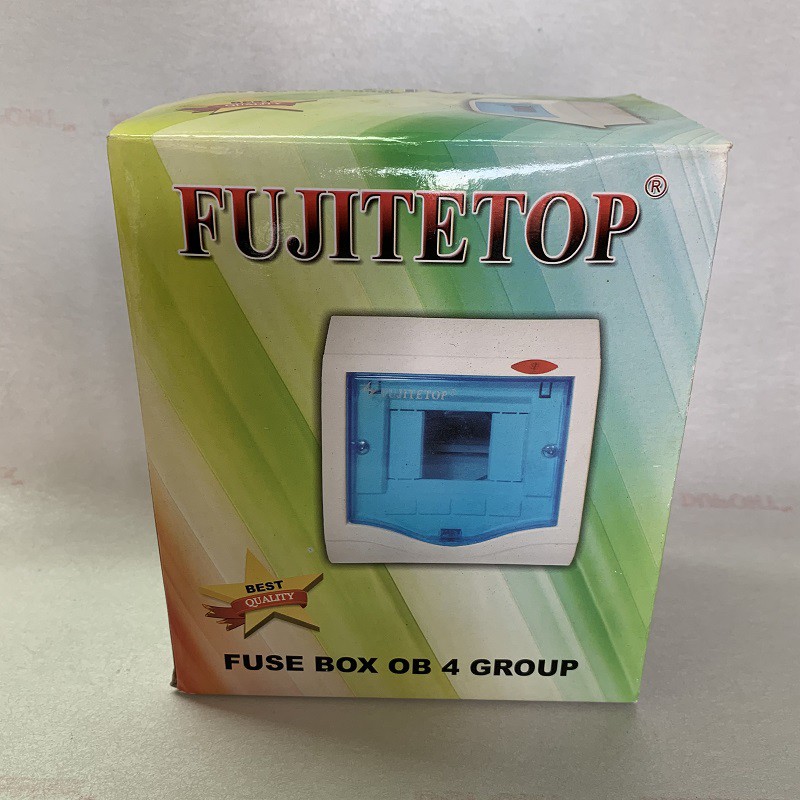 FUJITETOP®
FUJITETOP
BEST
QUALITY
FUSE BOX OB 4 GROUP